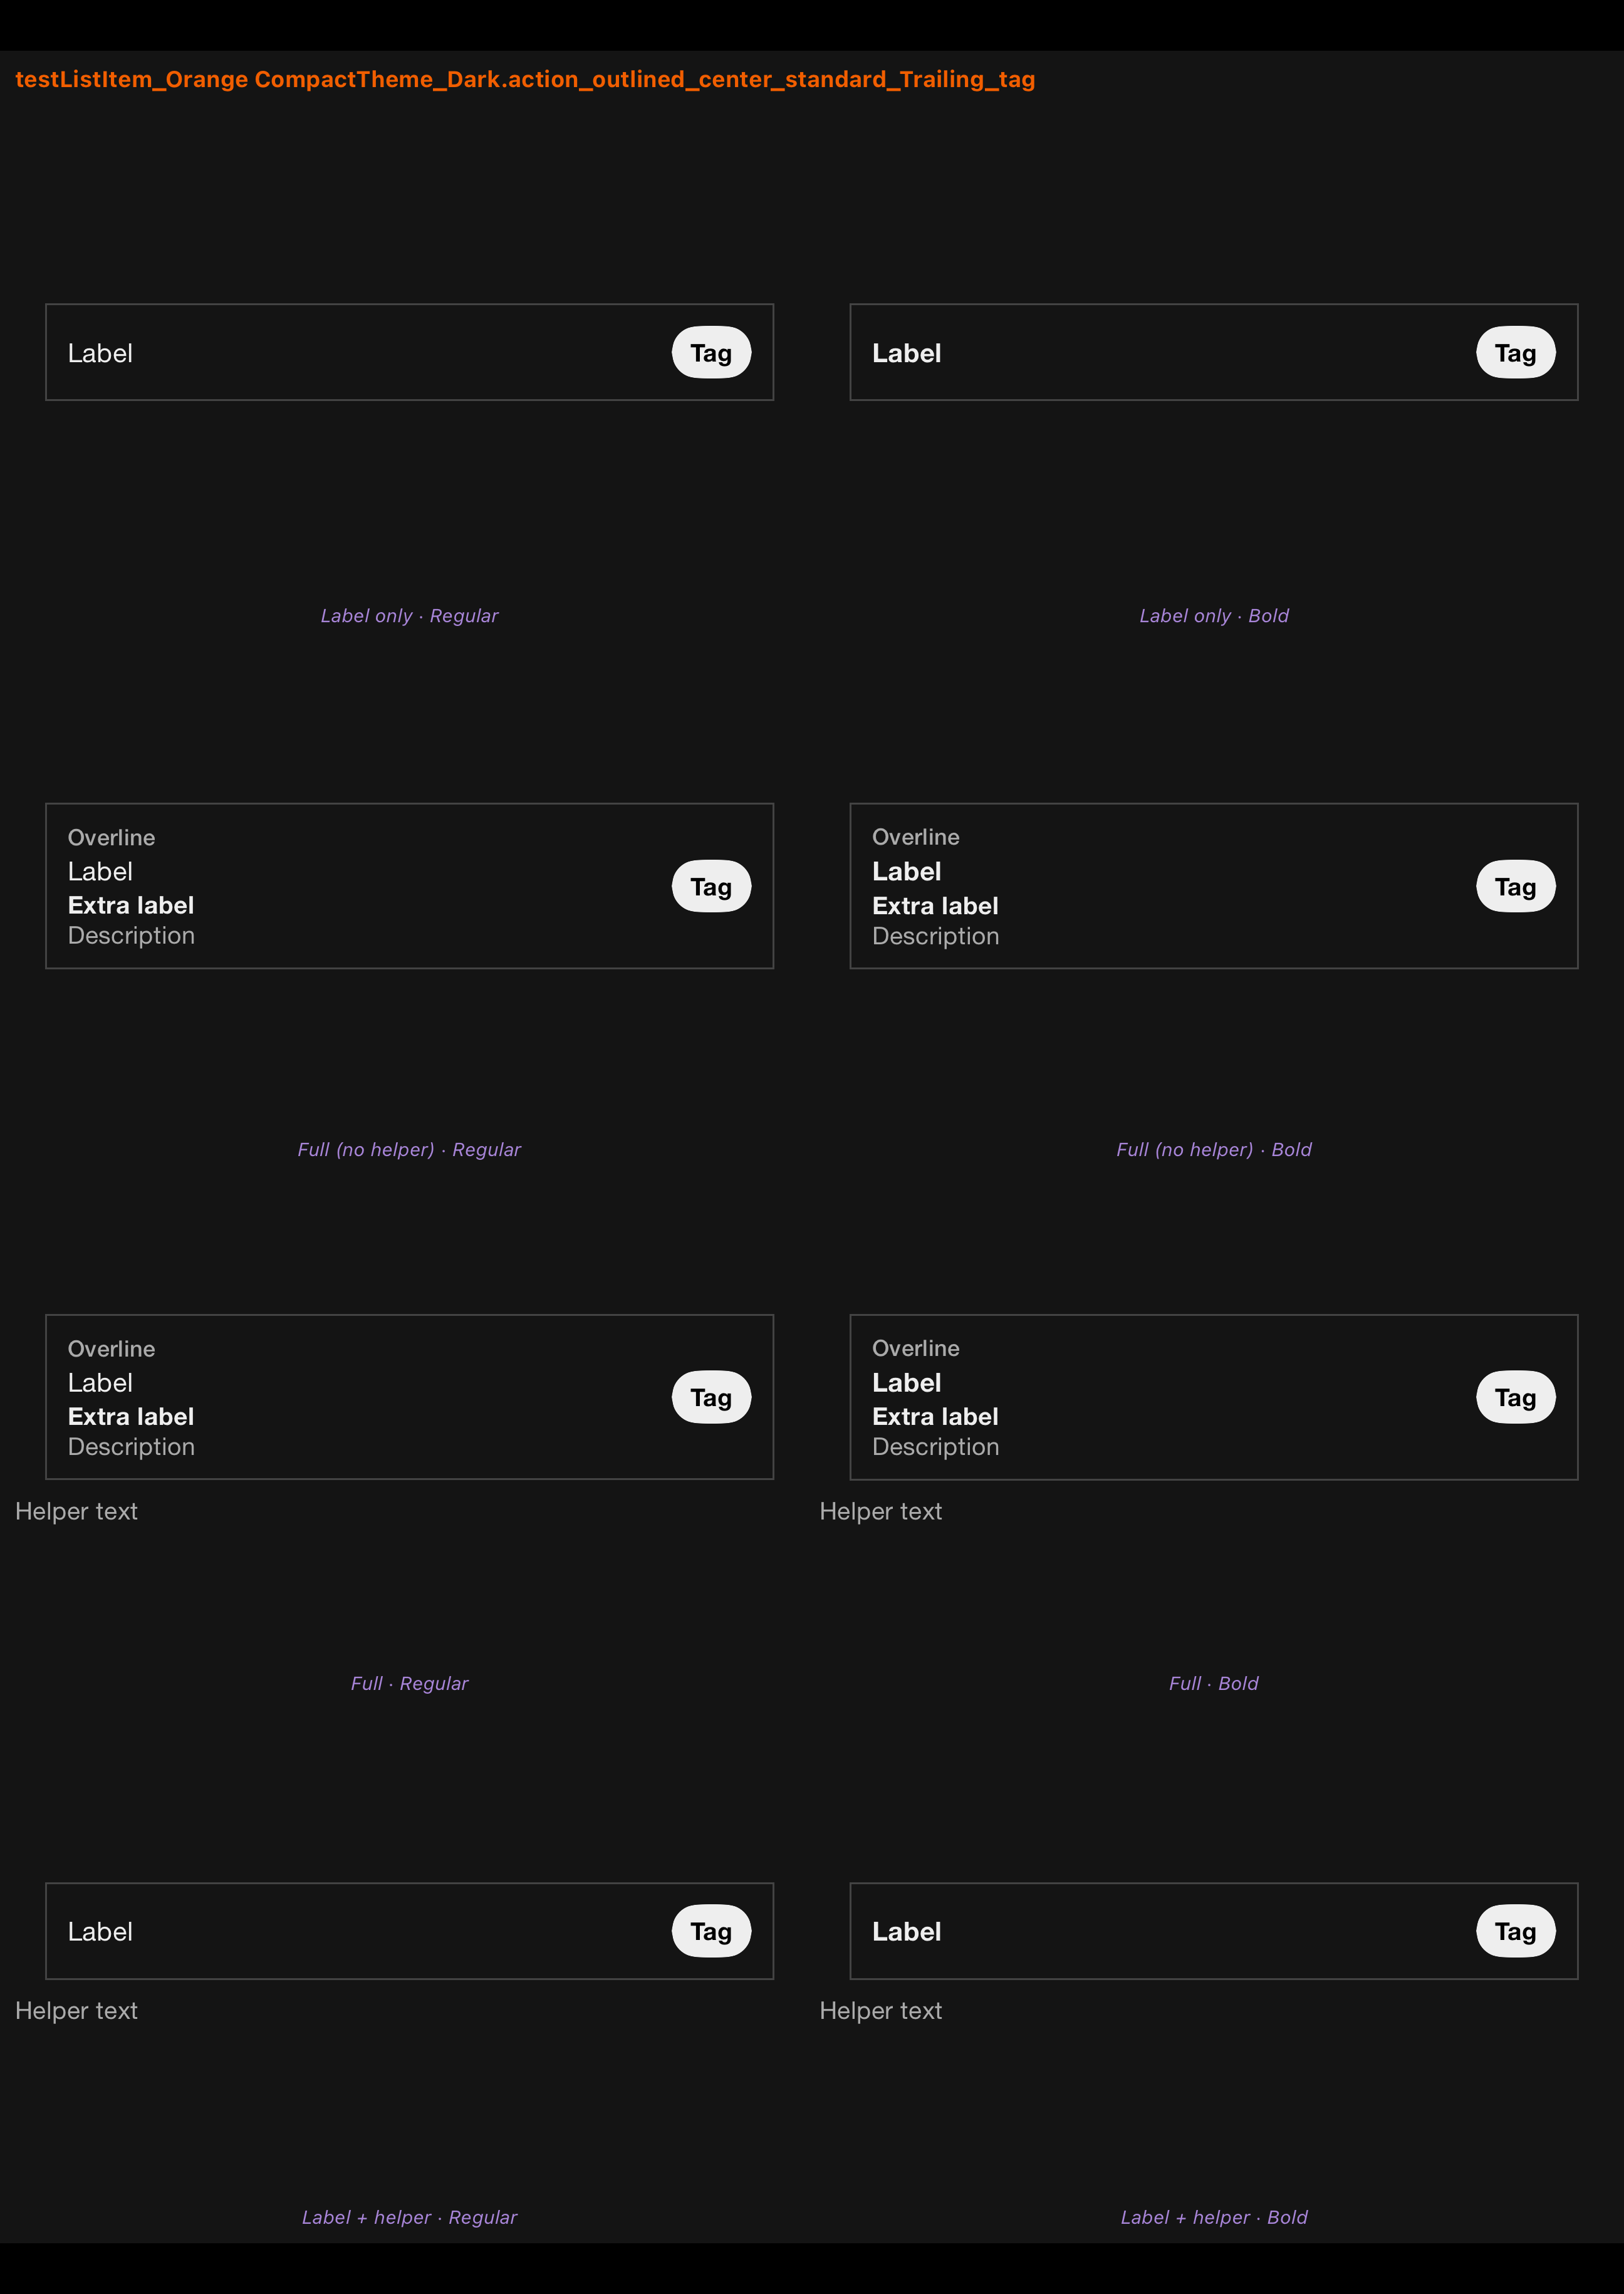 testListItem_Orange CompactTheme_Dark.action_outlined_center_standard_Trailing_tag
Label Tag
Label Tag
Label only · Regular
Label only · Bold
Overline
Label
Extra label
Description
Tag
Overline
Label
Extra label
Description
Tag
Full (no helper) · Regular
Full (no helper) · Bold
Overline
Label
Extra label
Description
Tag
Helper text
Overline
Label
Extra label
Description
Tag
Helper text
Full · Regular
Full · Bold
Label Tag
Helper text
Label Tag
Helper text
Label + helper · Regular
Label + helper · Bold